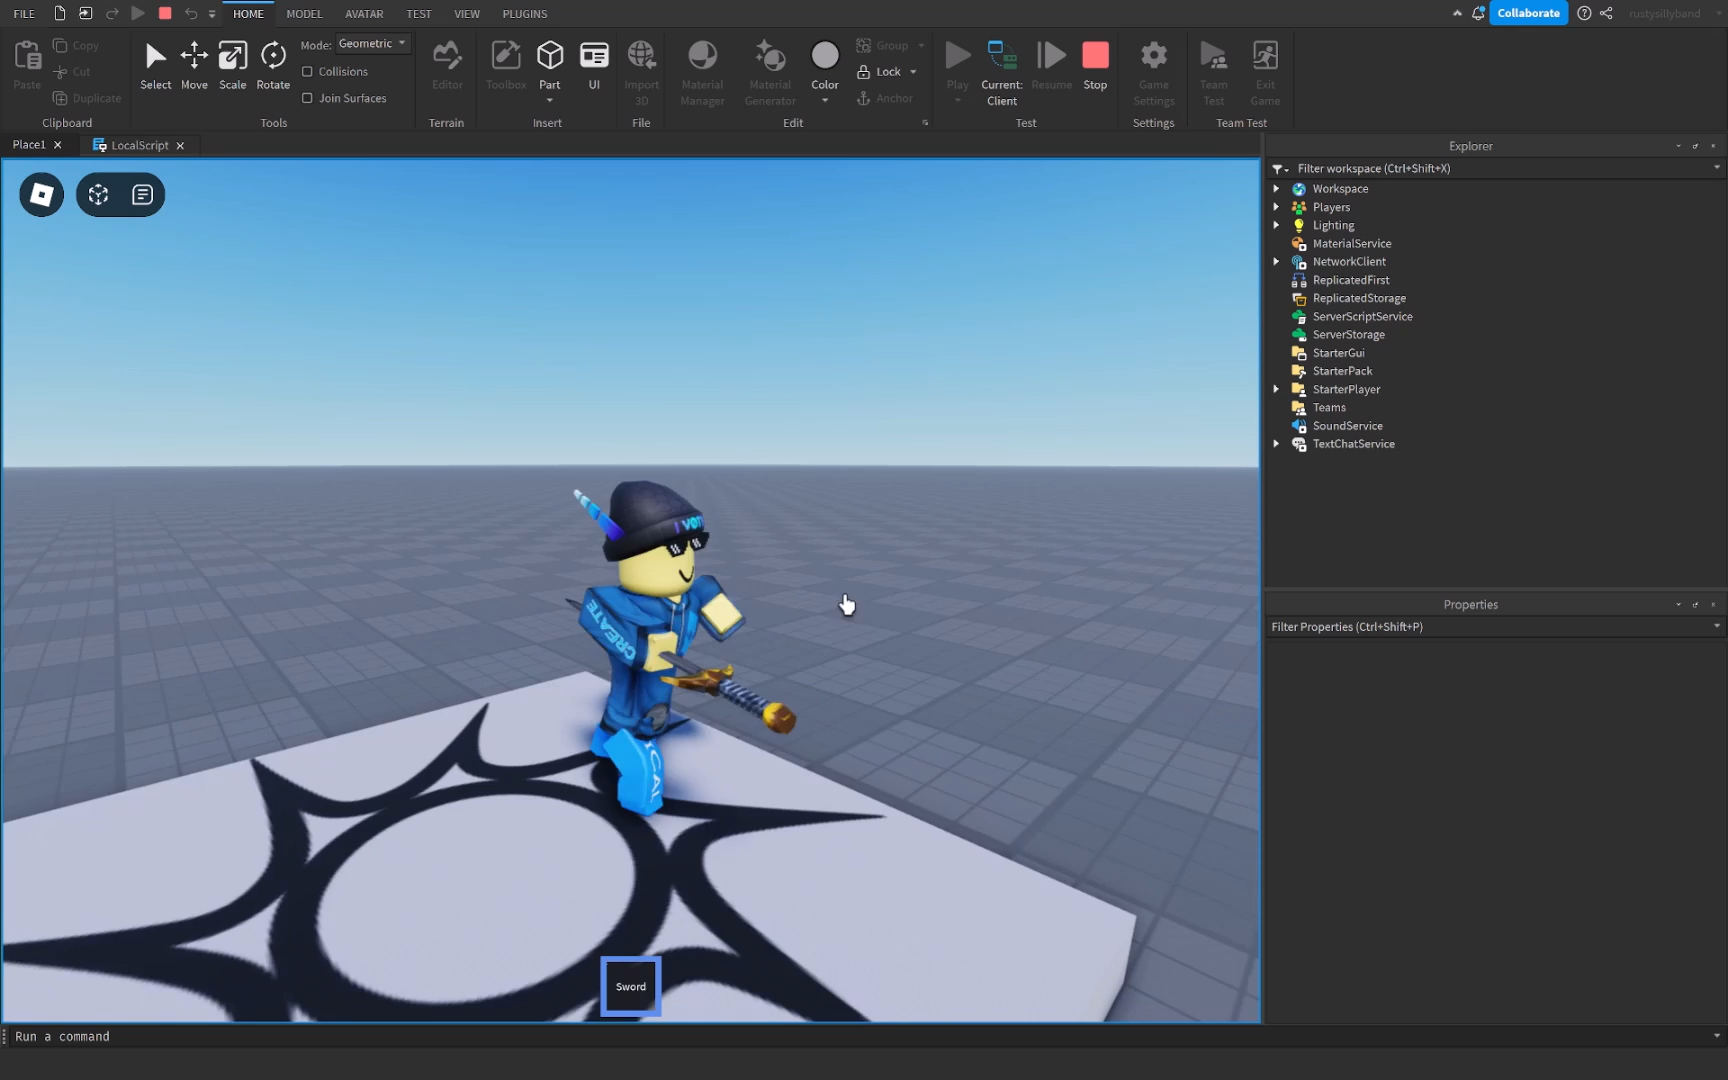 FILE HOME MODEL AVATAR TEST VIEW PLUGINS Collaborate rustysillyband
Paste Copy Cut Duplicate Clipboard
Select Move Scale Rotate Mode: Geometric Collisions Join Surfaces Tools
Editor Terrain
Toolbox Part UI Insert
Import 3D File
Material Manager Material Generator Color Group Lock Anchor Edit
Play Current: Client Resume Stop Test
Game Settings Settings
Team Test Exit Game Team Test
Place1 LocalScript
Explorer
Filter workspace (Ctrl+Shift+X)
Workspace
Players
Lighting
MaterialService
NetworkClient
ReplicatedFirst
ReplicatedStorage
ServerScriptService
ServerStorage
StarterGui
StarterPack
StarterPlayer
Teams
SoundService
TextChatService
Properties
Filter Properties (Ctrl+Shift+P)
CREATE
Sword
Run a command